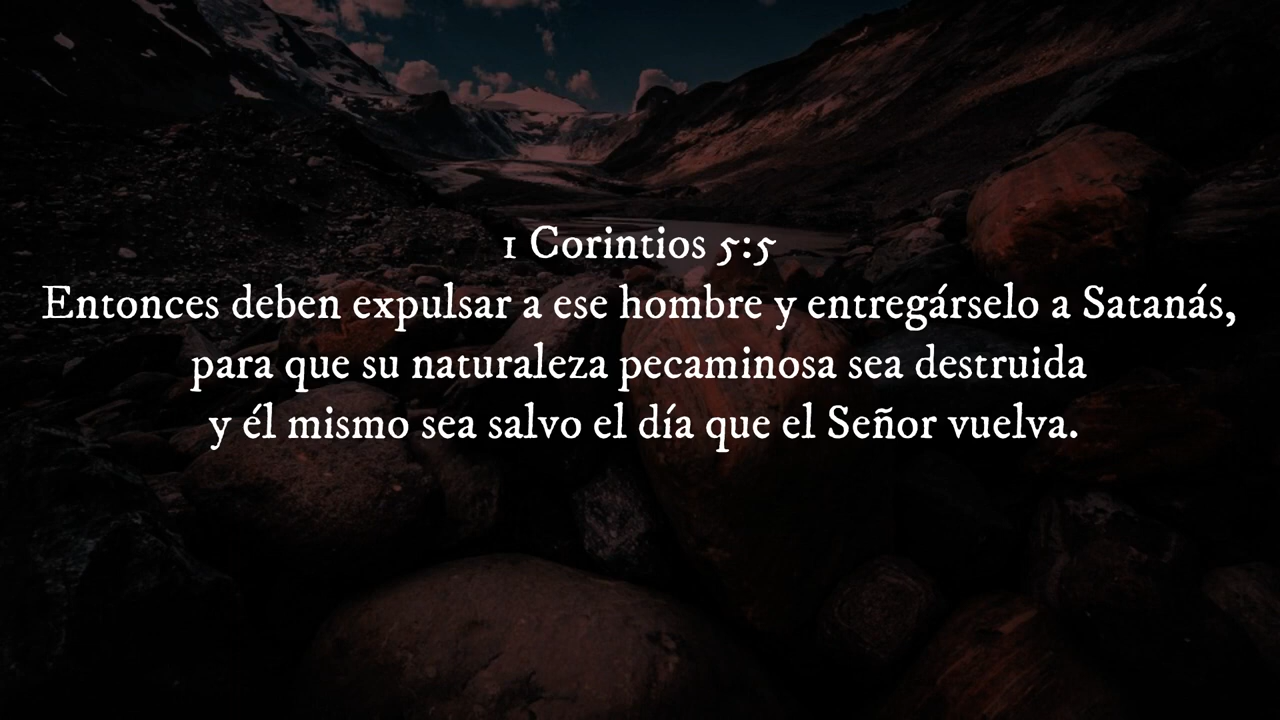 1 Corintios 5:5
Entonces deben expulsar a ese hombre y entregárselo a Satanás,
para que su naturaleza pecaminosa sea destruida
y él mismo sea salvo el día que el Señor vuelva.